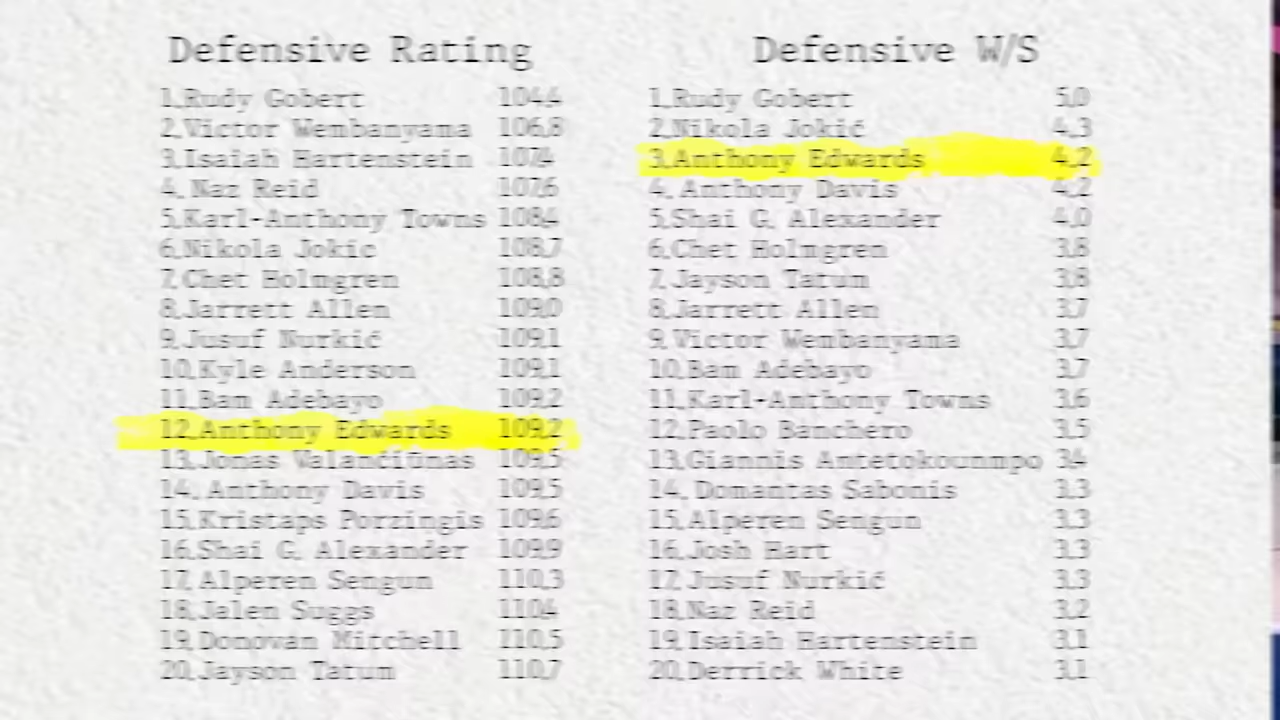 Defensive Rating
1.Rudy Gobert 104.4
2.Victor Wembanyama 106.8
3.Isaiah Hartenstein 107.4
4. Naz Reid 107.6
5.Karl-Anthony Towns 108.4
6.Nikola Jokic 108.7
7.Chet Holmgren 108.8
8.Jarrett Allen 109.0
9.Jusuf Nurkić 109.1
10.Kyle Anderson 109.1
11.Bam Adebayo 109.2
12.Anthony Edwards 109.2
13.Jonas Valančiūnas 109.5
14. Anthony Davis 109.5
15.Kristaps Porzingis 109.6
16.Shai G. Alexander 109.9
17.Alperen Sengun 110.3
18.Jalen Suggs 110.4
19.Donovan Mitchell 110.5
20.Jayson Tatum 110.7
Defensive W/S
1.Rudy Gobert 5.0
2.Nikola Jokić 4.3
3.Anthony Edwards 4.2
4. Anthony Davis 4.2
5.Shai G. Alexander 4.0
6.Chet Holmgren 3.8
7.Jayson Tatum 3.8
8.Jarrett Allen 3.7
9.Victor Wembanyama 3.7
10.Bam Adebayo 3.7
11.Karl-Anthony Towns 3.6
12.Paolo Banchero 3.5
13.Giannis Antetokounmpo 3.4
14. Domantas Sabonis 3.3
15.Alperen Sengun 3.3
16.Josh Hart 3.3
17.Jusuf Nurkić 3.3
18.Naz Reid 3.2
19.Isaiah Hartenstein 3.1
20.Derrick White 3.1